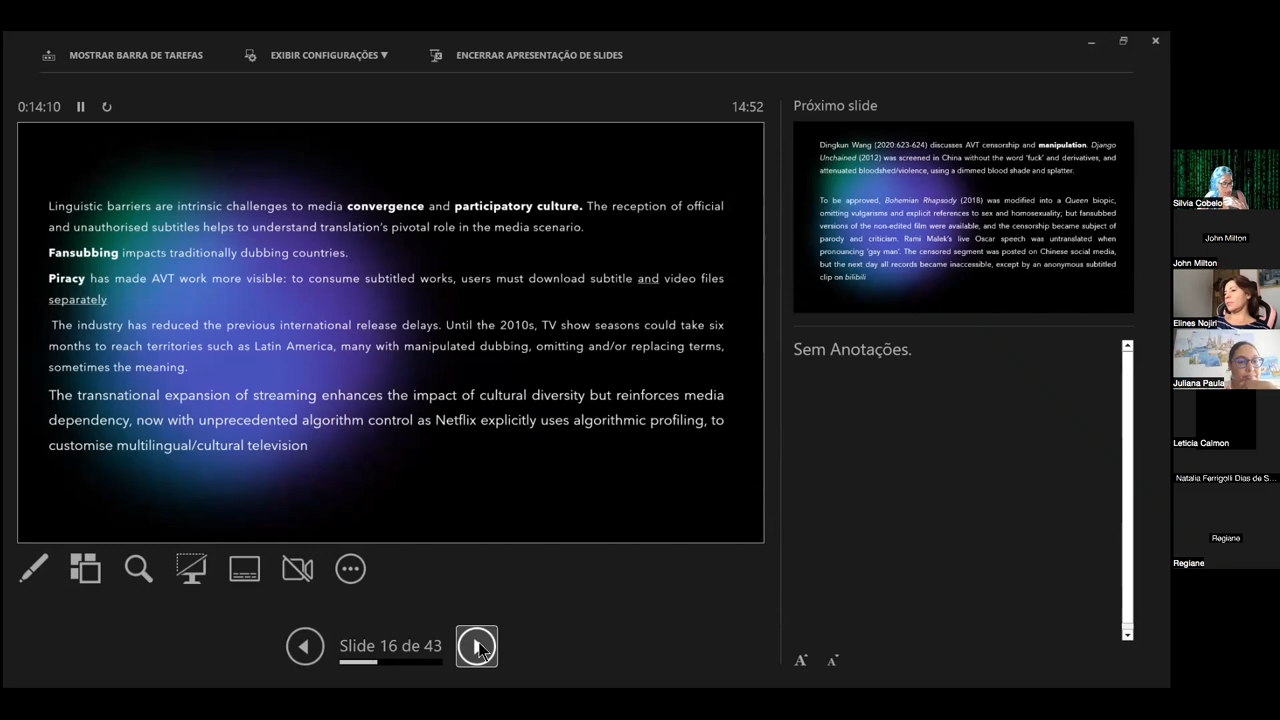 MOSTRAR BARRA DE TAREFAS
EXIBIR CONFIGURAÇÕES ▼
ENCERRAR APRESENTAÇÃO DE SLIDES
0:14:10
14:52
Linguistic barriers are intrinsic challenges to media convergence and participatory culture. The reception of official
and unauthorised subtitles helps to understand translation's pivotal role in the media scenario.
Fansubbing impacts traditionally dubbing countries.
Piracy has made AVT work more visible: to consume subtitled works, users must download subtitle and video files
separately
The industry has reduced the previous international release delays. Until the 2010s, TV show seasons could take six
months to reach territories such as Latin America, many with manipulated dubbing, omitting and/or replacing terms,
sometimes the meaning.
The transnational expansion of streaming enhances the impact of cultural diversity but reinforces media
dependency, now with unprecedented algorithm control as Netflix explicitly uses algorithmic profiling, to
customise multilingual/cultural television
Slide 16 de 43
Próximo slide
Dingkun Wang (2020:623-624) discusses AVT censorship and manipulation. Django
Unchained (2012) was screened in China without the word 'fuck' and derivatives, and
attenuated bloodshed/violence, using a dimmed blood shade and splatter.
To be approved, Bohemian Rhapsody (2018) was modified into a Queen biopic,
omitting vulgarisms and explicit references to sex and homosexuality; but fansubbed
versions of the non-edited film were available, and the censorship became subject of
parody and criticism. Rami Malek's live Oscar speech was untranslated when
pronouncing 'gay man'. The censored segment was posted on Chinese social media,
but the next day all records became inaccessible, except by an anonymous subtitled
clip on bilibili
Sem Anotações.
A
A
Silvia Cobelo
John Milton
John Milton
Elines Nojiri
Juliana Paula
Leticia Calmon
Natalia Ferrigolli Dias de S...
Regiane
Regiane